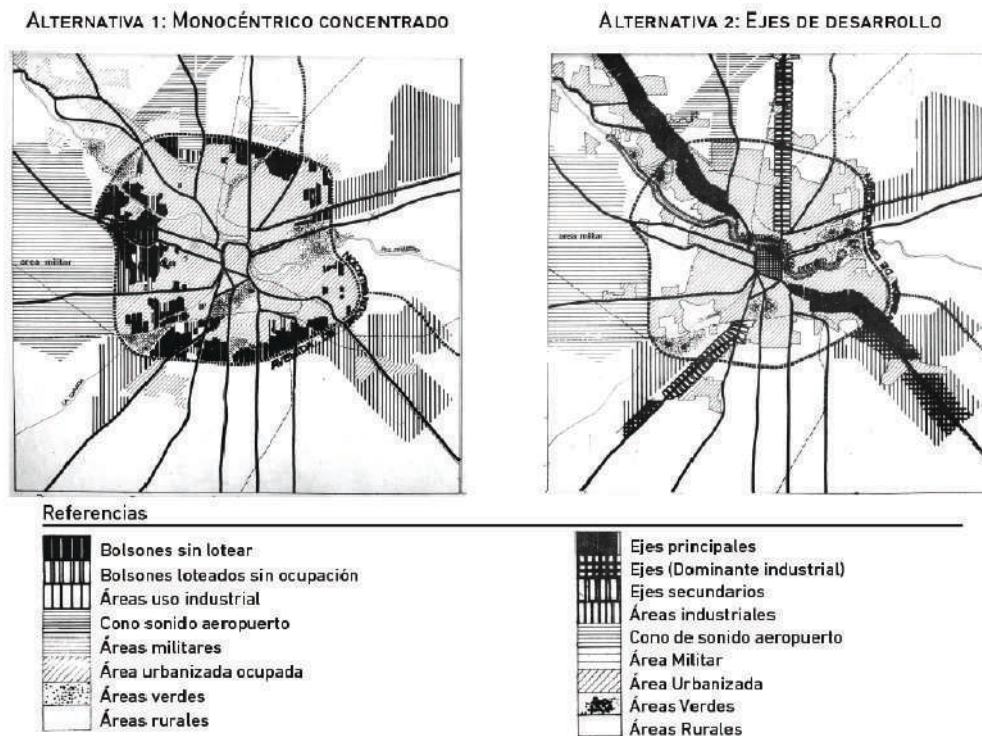 ALTERNATIVA 1: MONOCÉNTRICO CONCENTRADO
ALTERNATIVA 2: EJES DE DESARROLLO
area militar
area militar
Referencias
Bolsones sin lotear
Bolsones loteados sin ocupación
Áreas uso industrial
Cono sonido aeropuerto
Áreas militares
Área urbanizada ocupada
Áreas verdes
Áreas rurales
Ejes principales
Ejes (Dominante industrial)
Ejes secundarios
Áreas industriales
Cono de sonido aeropuerto
Área Militar
Área Urbanizada
Áreas Verdes
Áreas Rurales